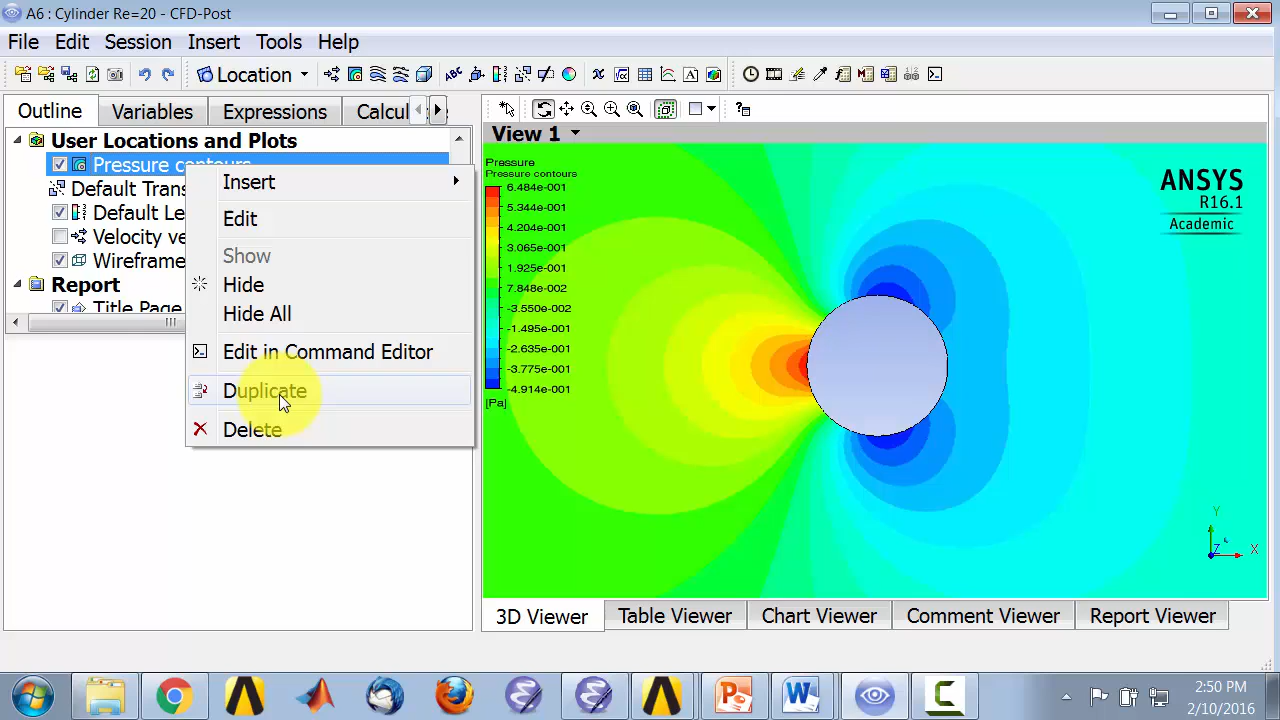 A6 : Cylinder Re=20 - CFD-Post
File Edit Session Insert Tools Help
Location
Outline Variables Expressions
User Locations and Plots
Pressure contours
Default
Default
Velocity
Wireframe
Report
Title Page
Insert
Edit
Show
Hide
Hide All
Edit in Command Editor
Duplicate
Delete
View 1
Pressure
Pressure contours
6.484e-001
5.344e-001
4.204e-001
3.065e-001
1.925e-001
7.848e-002
-3.550e-002
-1.495e-001
-2.635e-001
-3.775e-001
-4.914e-001
[Pa]
ANSYS
R16.1
Academic
Y
Z X
3D Viewer Table Viewer Chart Viewer Comment Viewer Report Viewer
2:50 PM
2/10/2016